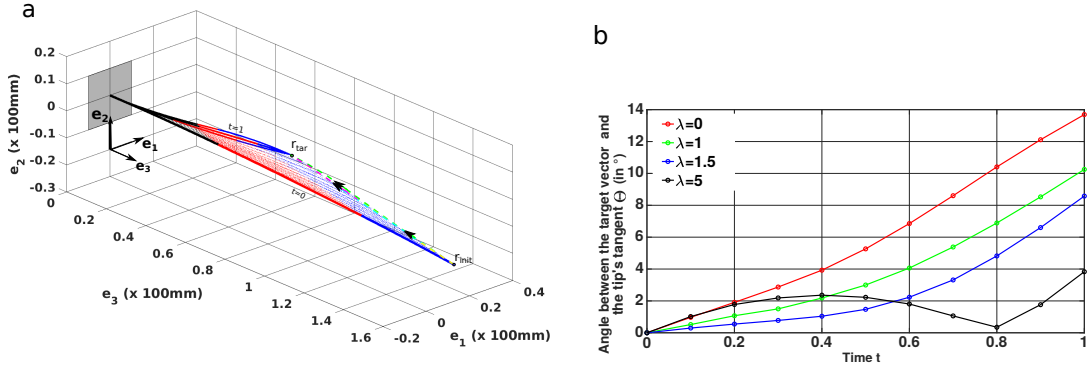 a
0.2
0.1
0
-0.1
-0.2
-0.3
e2 (x 100mm)
e2
e1
e3
t=1
rtar
t=0
rInit
0
0.2
0.4
0.6
0.8
1
1.2
1.4
1.6
e3 (x 100mm)
-0.2
0
0.2
0.4
e1 (x 100mm)
b
Angle between the target vector and
the tip's tangent Θ (in °)
14
12
10
8
6
4
2
0
λ=0
λ=1
λ=1.5
λ=5
0 0.2 0.4 0.6 0.8 1
Time t